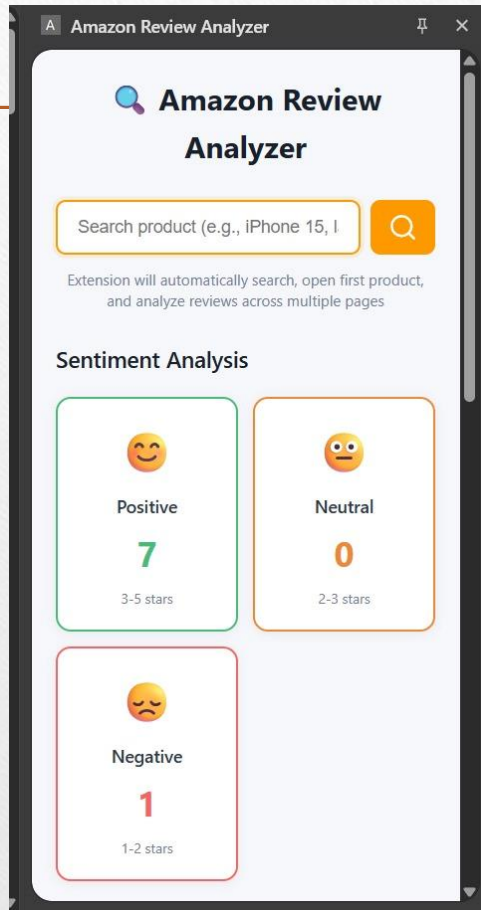 A Amazon Review Analyzer
Amazon Review
Analyzer
Search product (e.g., iPhone 15, l
Extension will automatically search, open first product,
and analyze reviews across multiple pages
Sentiment Analysis
Positive
7
3-5 stars
Neutral
0
2-3 stars
Negative
1
1-2 stars